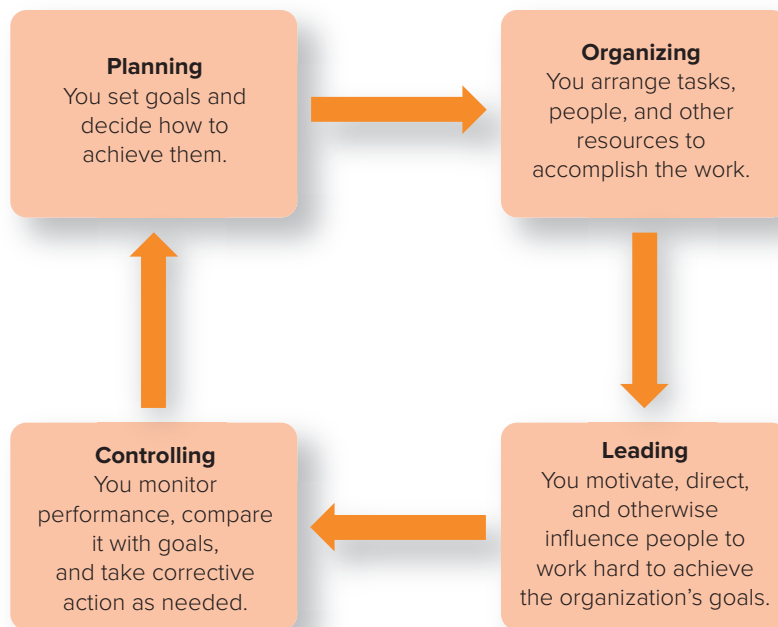 Planning
You set goals and
decide how to
achieve them.
Organizing
You arrange tasks,
people, and other
resources to
accomplish the work.
Controlling
You monitor
performance, compare
it with goals,
and take corrective
action as needed.
Leading
You motivate, direct,
and otherwise
influence people to
work hard to achieve
the organization’s goals.